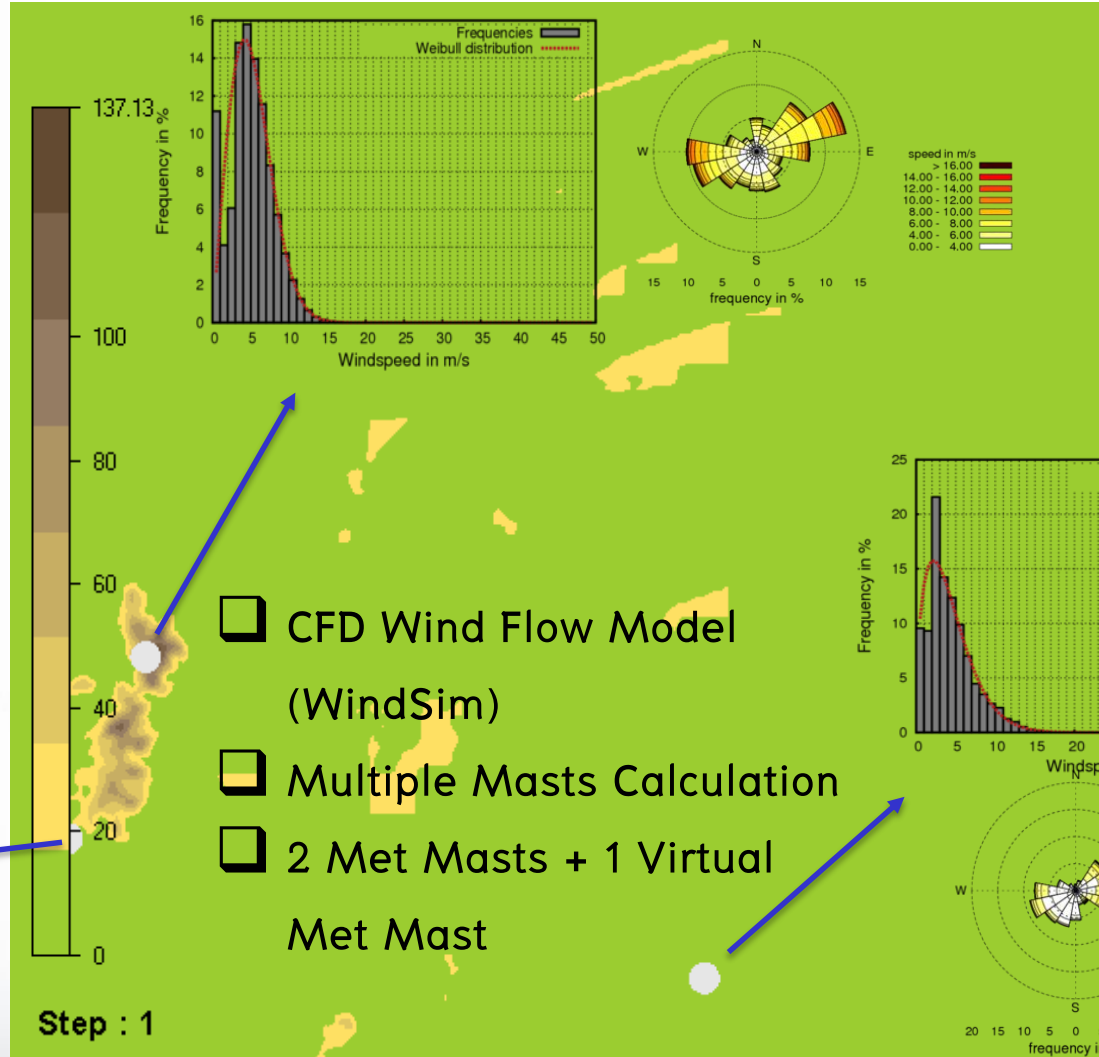 16
14
12
10
8
6
4
2
0
Frequency in %
Frequencies
Weibull distribution
0 5 10 15 20 25 30 35 40 45 50
Windspeed in m/s
N
W
E
S
15 10 5 0 5 10 15
frequency in %
speed in m/s
> 16.00
14.00 - 16.00
12.00 - 14.00
10.00 - 12.00
8.00 - 10.00
6.00 - 8.00
4.00 - 6.00
0.00 - 4.00
137.13
100
80
60
40
20
0
Step : 1
❑ CFD Wind Flow Model
(WindSim)
❑ Multiple Masts Calculation
❑ 2 Met Masts + 1 Virtual
Met Mast
25
20
15
10
5
0
Frequency in %
0 5 10 15 20
Windsp
N
W
S
20 15 10 5 0
frequency i